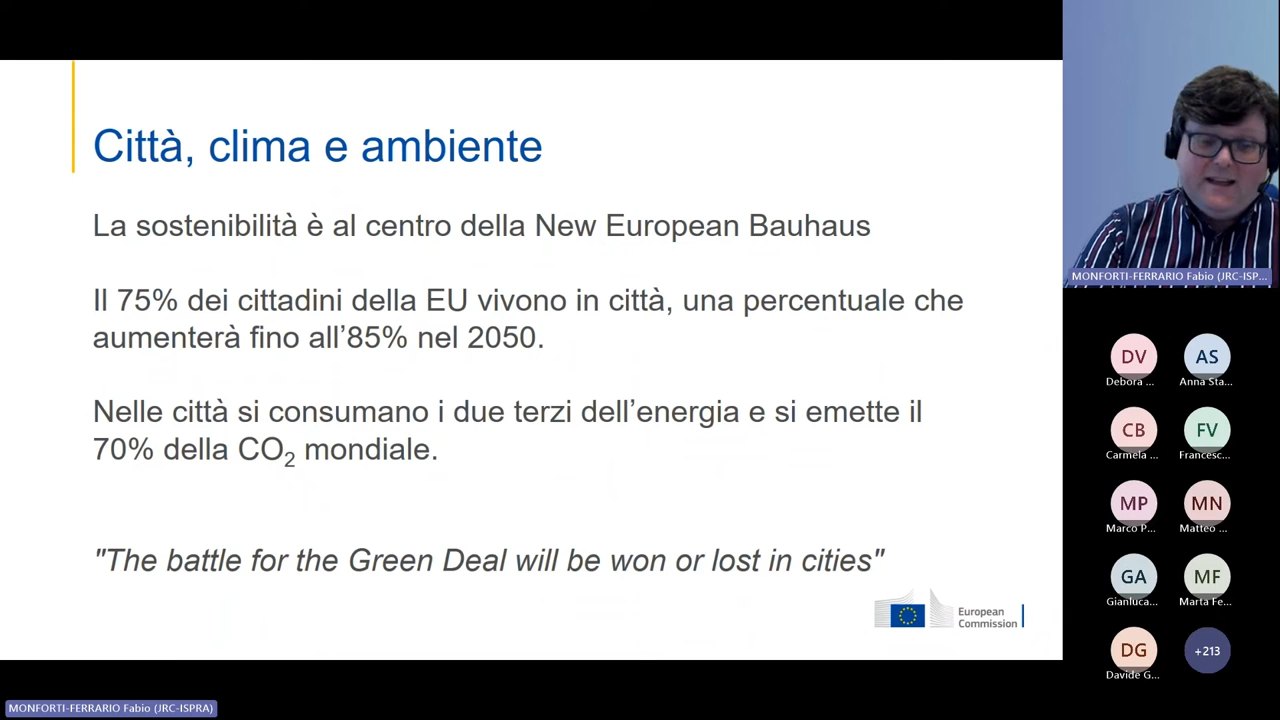 Città, clima e ambiente
La sostenibilità è al centro della New European Bauhaus
Il 75% dei cittadini della EU vivono in città, una percentuale che
aumenterà fino all’85% nel 2050.
Nelle città si consumano i due terzi dell’energia e si emette il
70% della CO2 mondiale.
"The battle for the Green Deal will be won or lost in cities"
European
Commission
MONFORTI-FERRARIO Fabio (JRC-ISP...
DV
Debora ...
AS
Anna Sta...
CB
Carmela ...
FV
Francesc...
MP
Marco P...
MN
Matteo ...
GA
Gianluca...
MF
Marta Fe...
DG
Davide G...
+213
MONFORTI-FERRARIO Fabio (JRC-ISPRA)